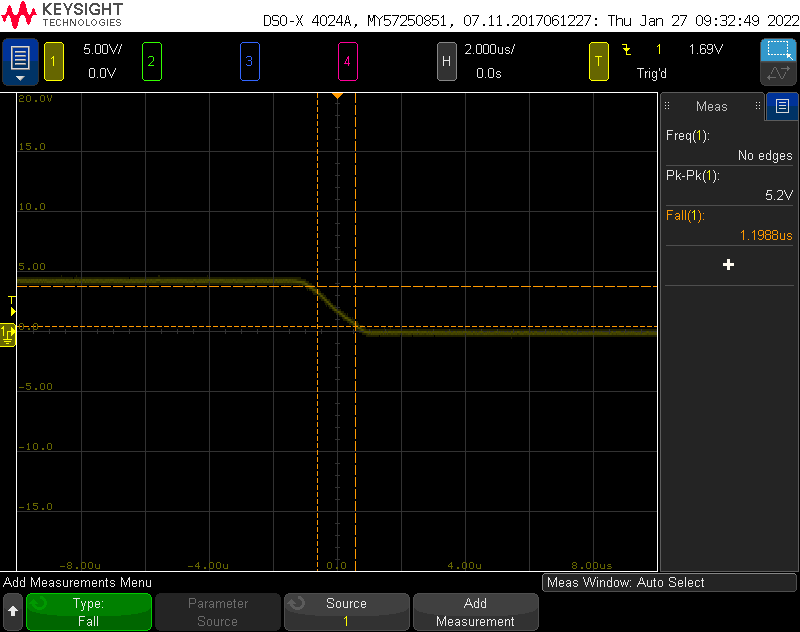 KEYSIGHT
TECHNOLOGIES
DSO-X 4024A, MY57250851, 07.11.2017061227: Thu Jan 27 09:32:49 2022
1
5.00V/
0.0V
2
3
4
H
2.000us/
0.0s
T
1
1.69V
Trig'd
20.0V
15.0
10.0
5.00
T
1
0.0
-5.00
-10.0
-15.0
-8.00u
-4.00u
0.0
4.00u
8.00us
Meas
Freq(1):
No edges
Pk-Pk(1):
5.2V
Fall(1):
1.1988us
Add Measurements Menu
Meas Window: Auto Select
Type:
Fall
Parameter
Source
Source
1
Add
Measurement